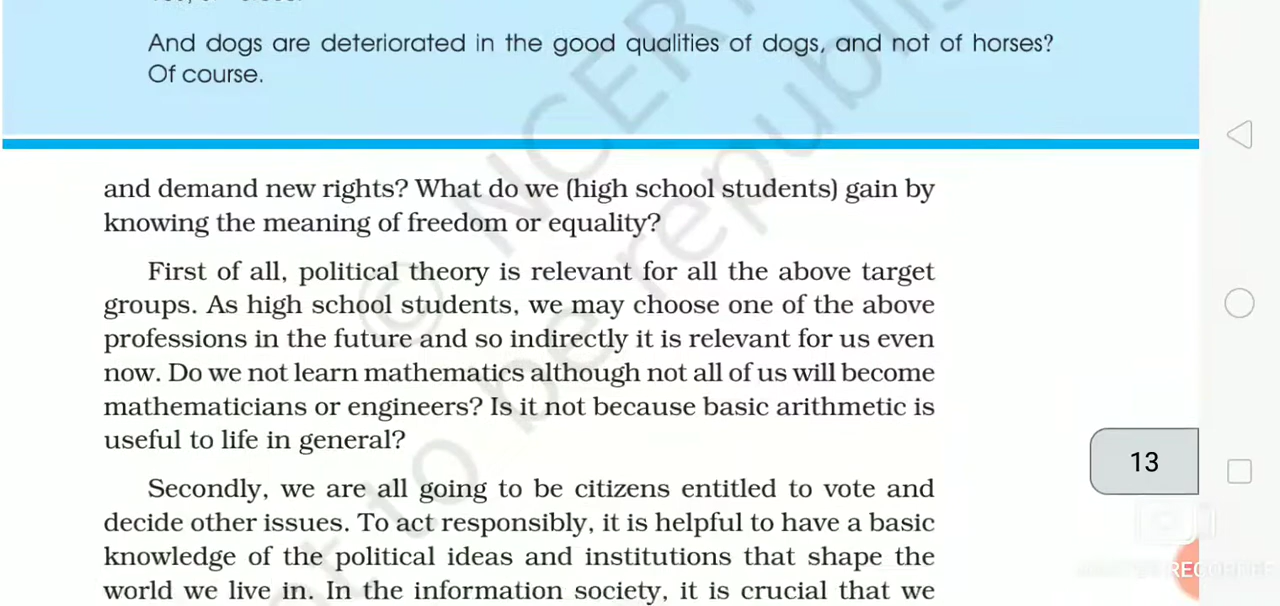 And dogs are deteriorated in the good qualities of dogs, and not of horses?
Of course.
and demand new rights? What do we (high school students) gain by
knowing the meaning of freedom or equality?
First of all, political theory is relevant for all the above target
groups. As high school students, we may choose one of the above
professions in the future and so indirectly it is relevant for us even
now. Do we not learn mathematics although not all of us will become
mathematicians or engineers? Is it not because basic arithmetic is
useful to life in general?
13
Secondly, we are all going to be citizens entitled to vote and
decide other issues. To act responsibly, it is helpful to have a basic
knowledge of the political ideas and institutions that shape the
world we live in. In the information society, it is crucial that we
© NCERT
not to be republished